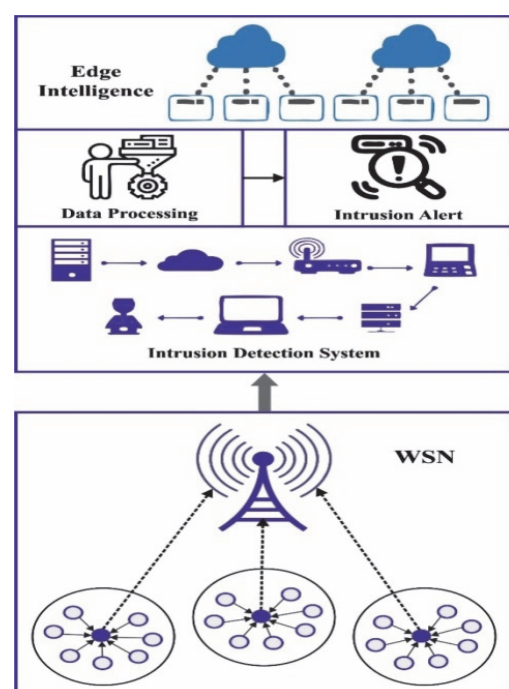 Edge
Intelligence
Data Processing
Intrusion Alert
Intrusion Detection System
WSN